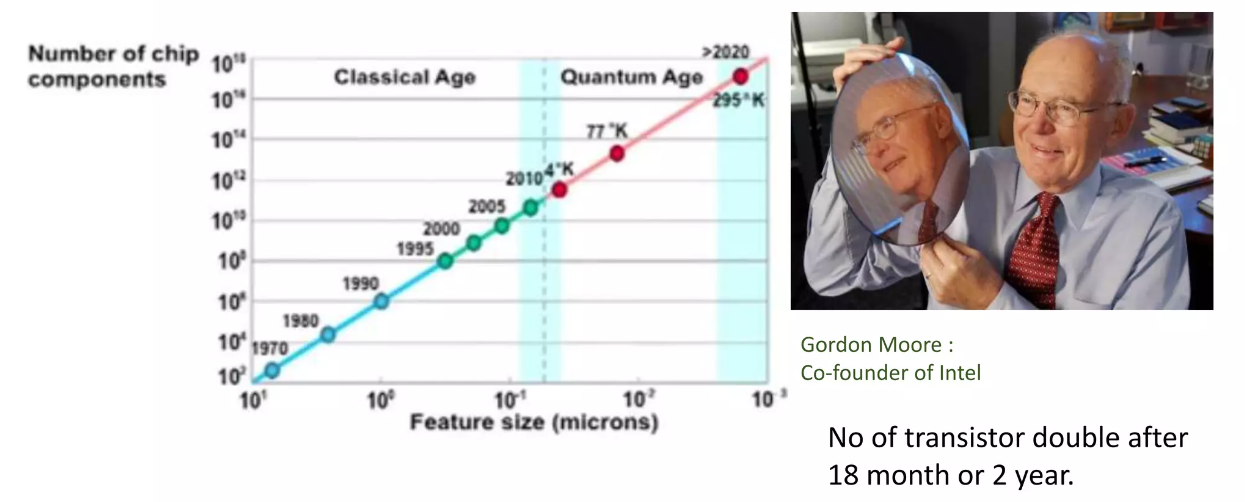 Number of chip
components
10¹⁸
10¹⁶
10¹⁴
10¹²
10¹⁰
10⁸
10⁶
10⁴
10²
Classical Age
Quantum Age
>2020
295°K
77 °K
4°K
2010
2005
2000
1995
1990
1980
1970
10¹
10⁰
10⁻¹
10⁻²
10⁻³
Feature size (microns)
Gordon Moore :
Co-founder of Intel
No of transistor double after
18 month or 2 year.